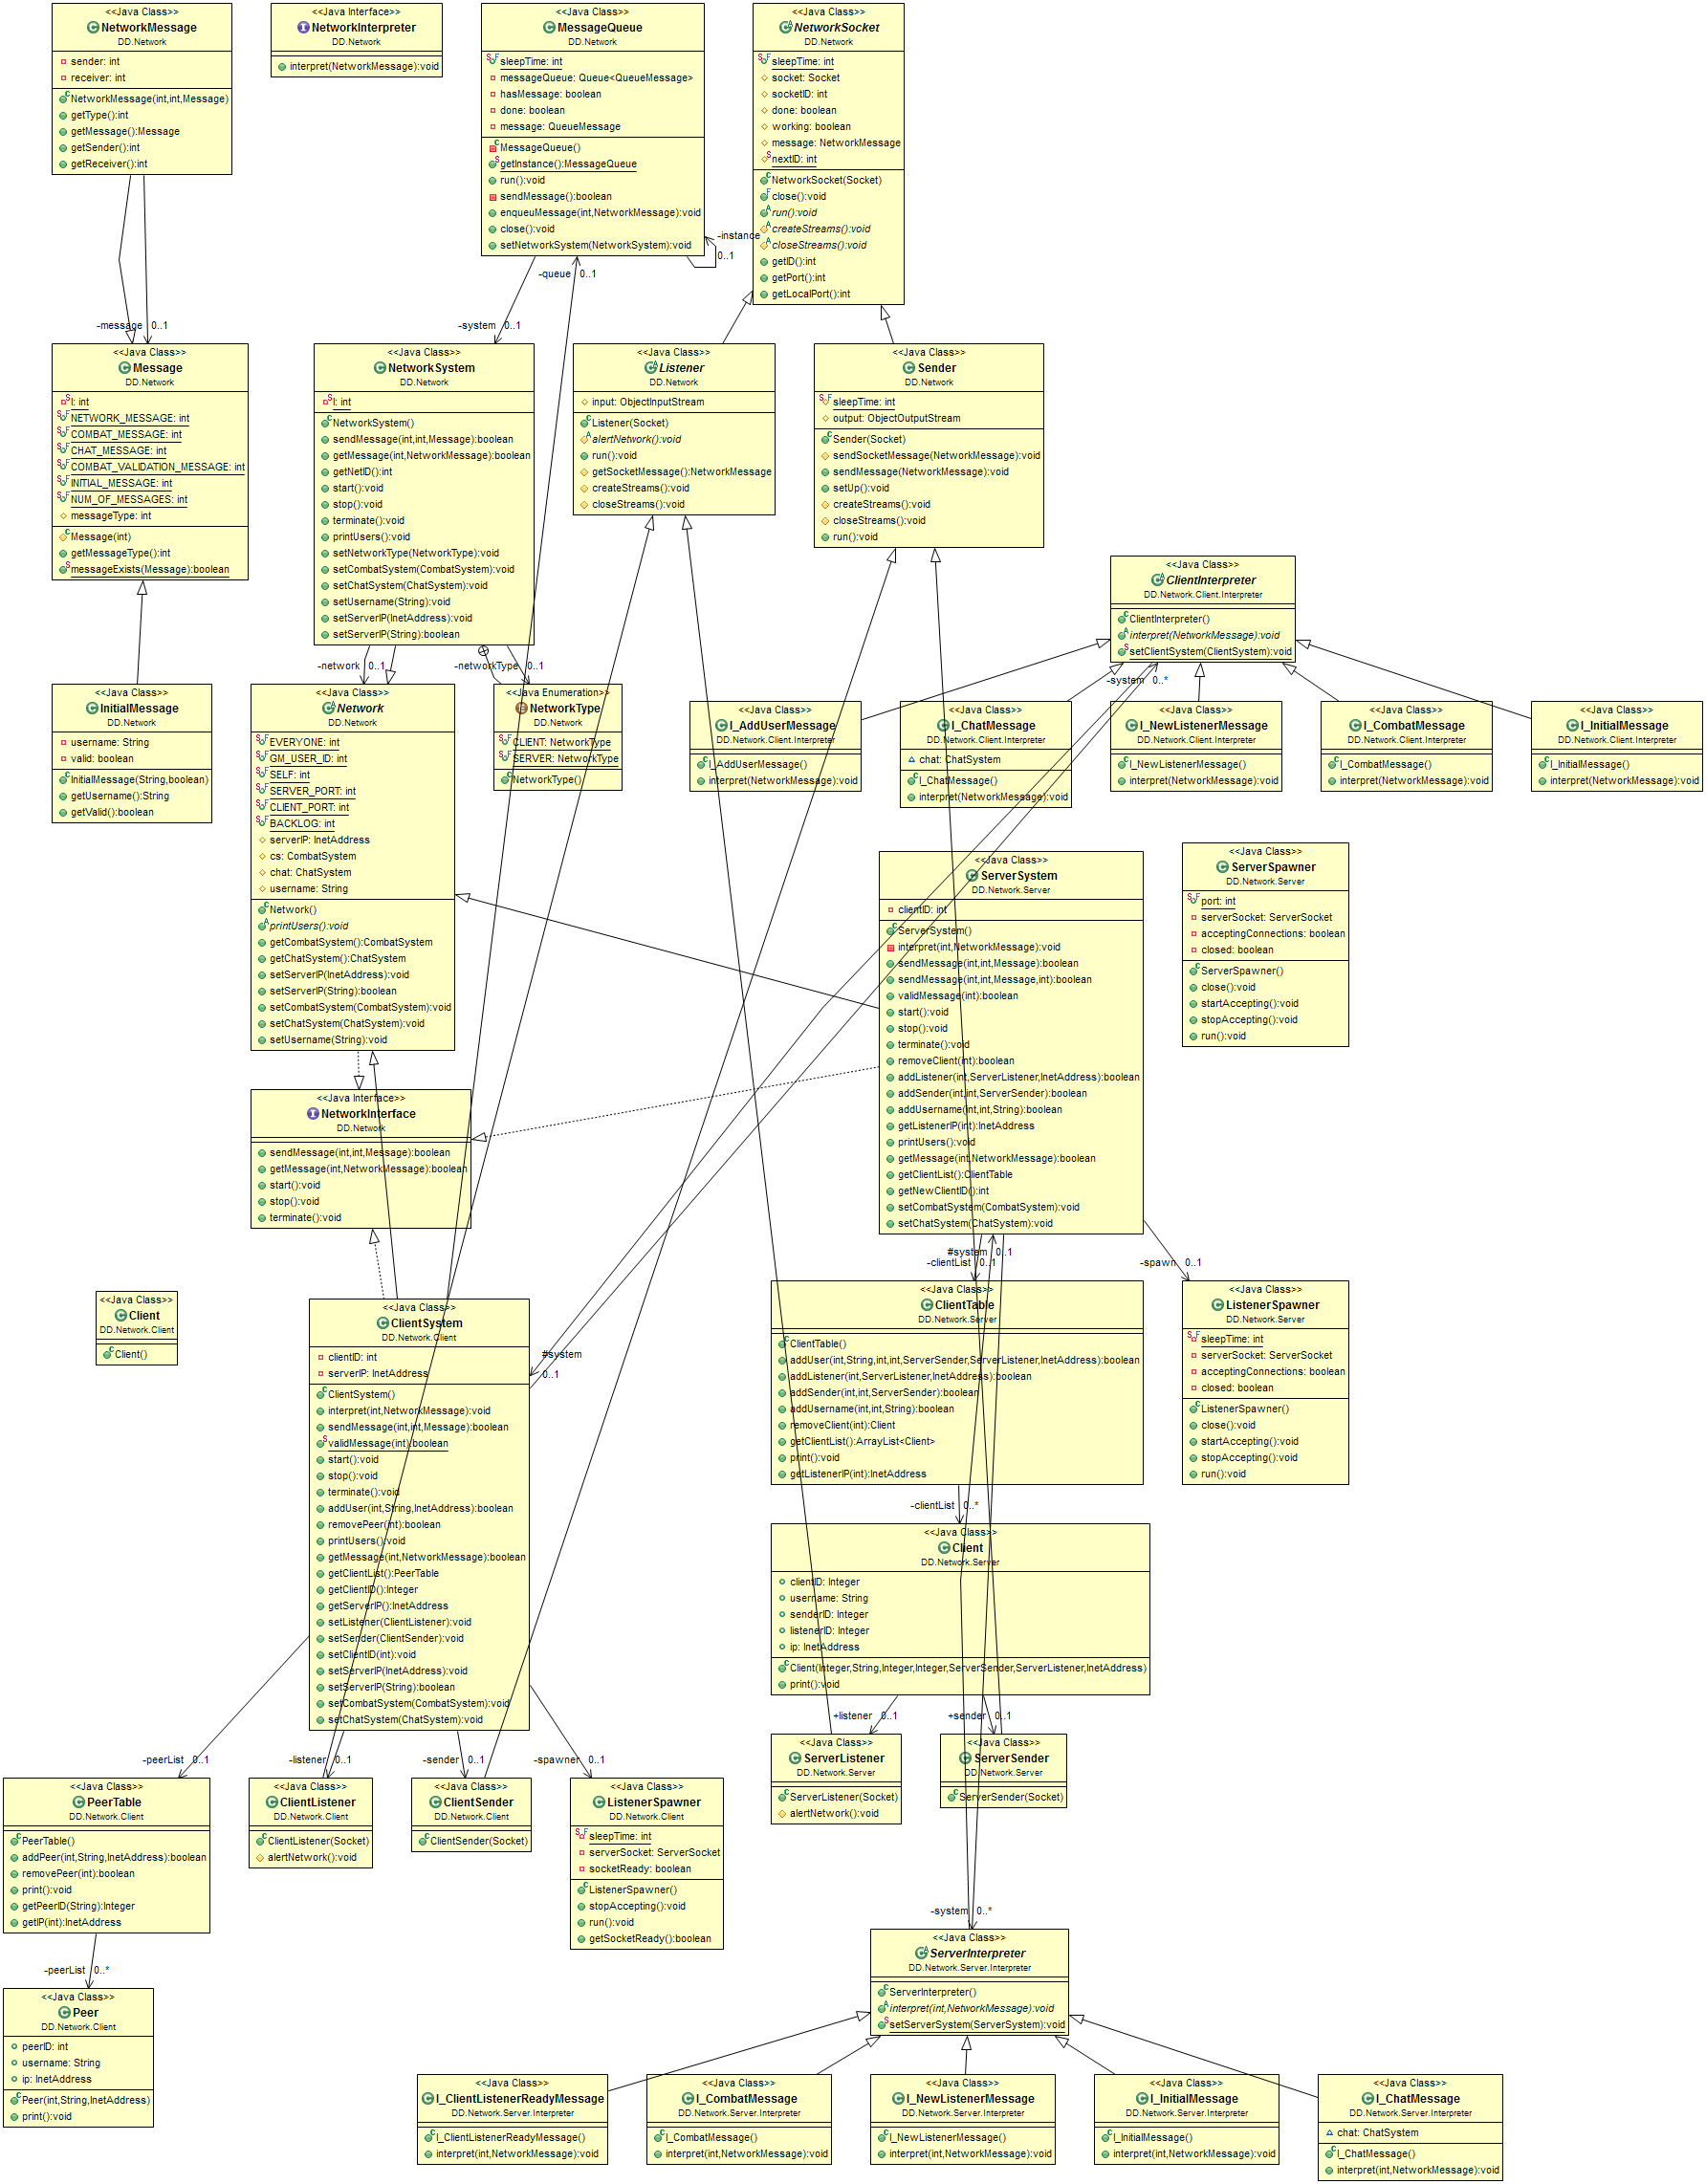 <<Java Class>>
NetworkMessage
DD.Network
sender: int
receiver: int
NetworkMessage(int,int,Message)
getType():int
getMessage():Message
getSender():int
getReceiver():int
<<Java Interface>>
NetworkInterpreter
DD.Network
interpret(NetworkMessage):void
<<Java Class>>
MessageQueue
DD.Network
sleepTime: int
messageQueue: Queue<QueueMessage>
hasMessage: boolean
done: boolean
message: QueueMessage
MessageQueue()
getInstance():MessageQueue
run():void
sendMessage():boolean
enqueuMessage(int,NetworkMessage):void
close():void
setNetworkSystem(NetworkSystem):void
<<Java Class>>
NetworkSocket
DD.Network
sleepTime: int
socket: Socket
socketID: int
done: boolean
working: boolean
message: NetworkMessage
nextID: int
NetworkSocket(Socket)
close():void
run():void
createStreams():void
closeStreams():void
getID():int
getPort():int
getLocalPort():int
-instance
0..1
-queue 0..1
-message 0..1
-system 0..1
<<Java Class>>
Message
DD.Network
I: int
NETWORK_MESSAGE: int
COMBAT_MESSAGE: int
CHAT_MESSAGE: int
COMBAT_VALIDATION_MESSAGE: int
INITIAL_MESSAGE: int
NUM_OF_MESSAGES: int
messageType: int
Message(int)
getMessageType():int
messageExists(Message):boolean
<<Java Class>>
NetworkSystem
DD.Network
I: int
NetworkSystem()
sendMessage(int,int,Message):boolean
getMessage(int,NetworkMessage):boolean
getNetID():int
start():void
stop():void
terminate():void
printUsers():void
setNetworkType(NetworkType):void
setCombatSystem(CombatSystem):void
setChatSystem(ChatSystem):void
setUsername(String):void
setServerIP(InetAddress):void
setServerIP(String):boolean
<<Java Class>>
Listener
DD.Network
input: ObjectInputStream
Listener(Socket)
alertNetwork():void
run():void
getSocketMessage():NetworkMessage
createStreams():void
closeStreams():void
<<Java Class>>
Sender
DD.Network
sleepTime: int
output: ObjectOutputStream
Sender(Socket)
sendSocketMessage(NetworkMessage):void
sendMessage(NetworkMessage):void
setUp():void
createStreams():void
closeStreams():void
run():void
<<Java Class>>
ClientInterpreter
DD.Network.Client.Interpreter
ClientInterpreter()
interpret(NetworkMessage):void
setClientSystem(ClientSystem):void
-network 0..1
-networkType 0..1
-system 0..*
<<Java Class>>
InitialMessage
DD.Network
username: String
valid: boolean
InitialMessage(String,boolean)
getUsername():String
getValid():boolean
<<Java Class>>
Network
DD.Network
EVERYONE: int
GM_USER_ID: int
SELF: int
SERVER_PORT: int
CLIENT_PORT: int
BACKLOG: int
serverIP: InetAddress
cs: CombatSystem
chat: ChatSystem
username: String
Network()
printUsers():void
getCombatSystem():CombatSystem
getChatSystem():ChatSystem
setServerIP(InetAddress):void
setServerIP(String):boolean
setCombatSystem(CombatSystem):void
setChatSystem(ChatSystem):void
setUsername(String):void
<<Java Enumeration>>
NetworkType
DD.Network
CLIENT: NetworkType
SERVER: NetworkType
NetworkType()
<<Java Class>>
I_AddUserMessage
DD.Network.Client.Interpreter
I_AddUserMessage()
interpret(NetworkMessage):void
<<Java Class>>
I_ChatMessage
DD.Network.Client.Interpreter
chat: ChatSystem
I_ChatMessage()
interpret(NetworkMessage):void
<<Java Class>>
I_NewListenerMessage
DD.Network.Client.Interpreter
I_NewListenerMessage()
interpret(NetworkMessage):void
<<Java Class>>
I_CombatMessage
DD.Network.Client.Interpreter
I_CombatMessage()
interpret(NetworkMessage):void
<<Java Class>>
I_InitialMessage
DD.Network.Client.Interpreter
I_InitialMessage()
interpret(NetworkMessage):void
<<Java Class>>
ServerSystem
DD.Network.Server
clientID: int
ServerSystem()
interpret(int,NetworkMessage):void
sendMessage(int,int,Message):boolean
sendMessage(int,int,Message,int):boolean
validMessage(int):boolean
start():void
stop():void
terminate():void
removeClient(int):boolean
addListener(int,ServerListener,InetAddress):boolean
addSender(int,int,ServerSender):boolean
addUsername(int,int,String):boolean
getListenerIP(int):InetAddress
printUsers():void
getMessage(int,NetworkMessage):boolean
getClientList():ClientTable
getNewClientID():int
setCombatSystem(CombatSystem):void
setChatSystem(ChatSystem):void
<<Java Class>>
ServerSpawner
DD.Network.Server
port: int
serverSocket: ServerSocket
acceptingConnections: boolean
closed: boolean
ServerSpawner()
close():void
startAccepting():void
stopAccepting():void
run():void
<<Java Interface>>
NetworkInterface
DD.Network
sendMessage(int,int,Message):boolean
getMessage(int,NetworkMessage):boolean
start():void
stop():void
terminate():void
#system 0..1
-clientList 0..1
-spawn 0..1
<<Java Class>>
Client
DD.Network.Client
Client()
<<Java Class>>
ClientSystem
DD.Network.Client
clientID: int
serverIP: InetAddress
ClientSystem()
interpret(int,NetworkMessage):void
sendMessage(int,int,Message):boolean
validMessage(int):boolean
start():void
stop():void
terminate():void
addUser(int,String,InetAddress):boolean
removePeer(int):boolean
printUsers():void
getMessage(int,NetworkMessage):boolean
getClientList():PeerTable
getClientID():Integer
getServerIP():InetAddress
setListener(ClientListener):void
setSender(ClientSender):void
setClientID(int):void
setServerIP(InetAddress):void
setServerIP(String):boolean
setCombatSystem(CombatSystem):void
setChatSystem(ChatSystem):void
#system
0..1
<<Java Class>>
ClientTable
DD.Network.Server
ClientTable()
addUser(int,String,int,int,ServerSender,ServerListener,InetAddress):boolean
addListener(int,ServerListener,InetAddress):boolean
addSender(int,int,ServerSender):boolean
addUsername(int,int,String):boolean
removeClient(int):Client
getClientList():ArrayList<Client>
print():void
getListenerIP(int):InetAddress
<<Java Class>>
ListenerSpawner
DD.Network.Server
sleepTime: int
serverSocket: ServerSocket
acceptingConnections: boolean
closed: boolean
ListenerSpawner()
close():void
startAccepting():void
stopAccepting():void
run():void
-clientList 0..*
<<Java Class>>
Client
DD.Network.Server
clientID: Integer
username: String
senderID: Integer
listenerID: Integer
ip: InetAddress
Client(Integer,String,Integer,Integer,ServerSender,ServerListener,InetAddress)
print():void
+listener 0..1
+sender 0..1
<<Java Class>>
ServerListener
DD.Network.Server
ServerListener(Socket)
alertNetwork():void
<<Java Class>>
ServerSender
DD.Network.Server
ServerSender(Socket)
-peerList 0..1
-listener 0..1
-sender 0..1
-spawner 0..1
<<Java Class>>
PeerTable
DD.Network.Client
PeerTable()
addPeer(int,String,InetAddress):boolean
removePeer(int):boolean
print():void
getPeerID(String):Integer
getIP(int):InetAddress
<<Java Class>>
ClientListener
DD.Network.Client
ClientListener(Socket)
alertNetwork():void
<<Java Class>>
ClientSender
DD.Network.Client
ClientSender(Socket)
<<Java Class>>
ListenerSpawner
DD.Network.Client
sleepTime: int
serverSocket: ServerSocket
socketReady: boolean
ListenerSpawner()
stopAccepting():void
run():void
getSocketReady():boolean
-peerList 0..*
-system 0..*
<<Java Class>>
Peer
DD.Network.Client
peerID: int
username: String
ip: InetAddress
Peer(int,String,InetAddress)
print():void
<<Java Class>>
ServerInterpreter
DD.Network.Server.Interpreter
ServerInterpreter()
interpret(int,NetworkMessage):void
setServerSystem(ServerSystem):void
<<Java Class>>
I_ClientListenerReadyMessage
DD.Network.Server.Interpreter
I_ClientListenerReadyMessage()
interpret(int,NetworkMessage):void
<<Java Class>>
I_CombatMessage
DD.Network.Server.Interpreter
I_CombatMessage()
interpret(int,NetworkMessage):void
<<Java Class>>
I_NewListenerMessage
DD.Network.Server.Interpreter
I_NewListenerMessage()
interpret(int,NetworkMessage):void
<<Java Class>>
I_InitialMessage
DD.Network.Server.Interpreter
I_InitialMessage()
interpret(int,NetworkMessage):void
<<Java Class>>
I_ChatMessage
DD.Network.Server.Interpreter
chat: ChatSystem
I_ChatMessage()
interpret(int,NetworkMessage):void